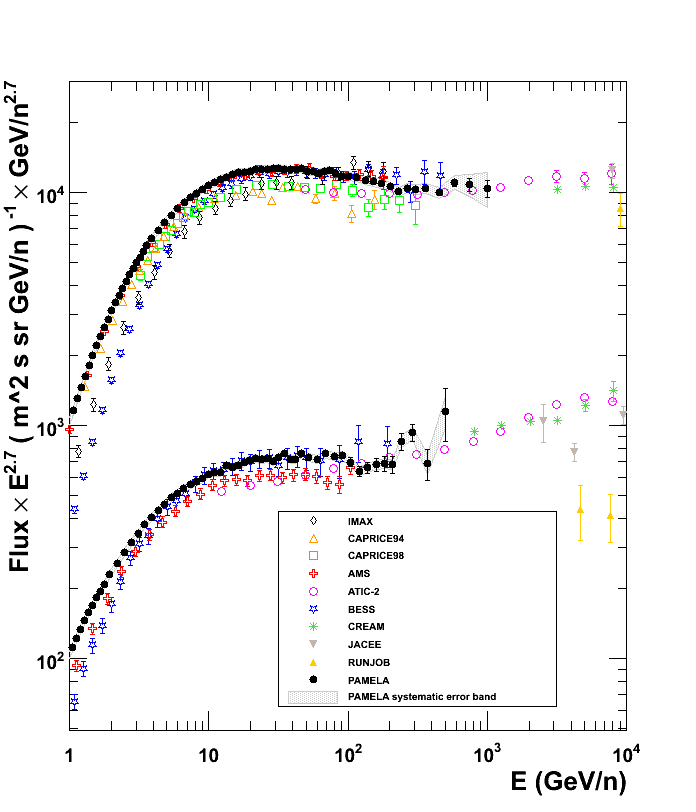 Flux × E^2.7 ( m^2 s sr GeV/n ) ^-1 × GeV/n^2.7
10^4
10^3
10^2
IMAX
CAPRICE94
CAPRICE98
AMS
ATIC-2
BESS
CREAM
JACEE
RUNJOB
PAMELA
PAMELA systematic error band
1 10 10^2 10^3 10^4
E (GeV/n)